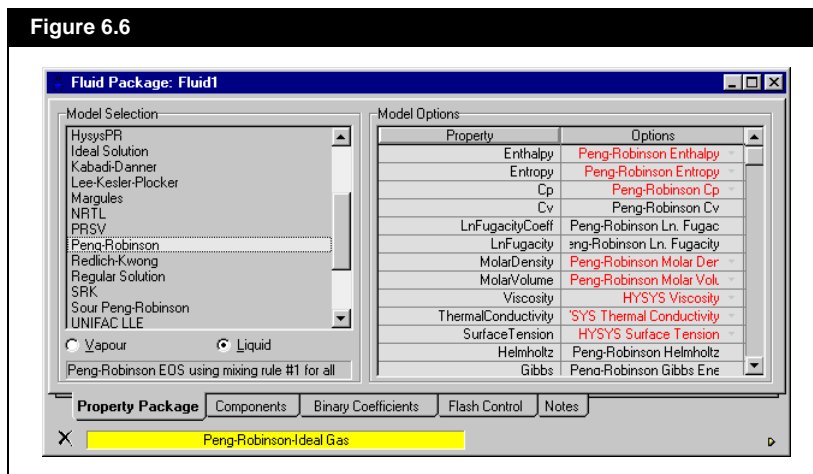 Figure 6.6
Fluid Package: Fluid1
Model Selection
HysysPR
Ideal Solution
Kabadi-Danner
Lee-Kesler-Plocker
Margules
NRTL
PRSV
Peng-Robinson
Redlich-Kwong
Regular Solution
SRK
Sour Peng-Robinson
UNIFAC LLE
Vapour Liquid
Peng-Robinson EOS using mixing rule #1 for all
Model Options
Property Options
Enthalpy Peng-Robinson Enthalpy
Entropy Peng-Robinson Entropy
Cp Peng-Robinson Cp
Cv Peng-Robinson Cv
LnFugacityCoeff Peng-Robinson Ln. Fugac
LnFugacity eng-Robinson Ln. Fugacity
MolarDensity Peng-Robinson Molar Der
MolarVolume Peng-Robinson Molar Volu
Viscosity HYSYS Viscosity
ThermalConductivity 'SYS Thermal Conductivity
SurfaceTension HYSYS Surface Tension
Helmholtz Peng-Robinson Helmholtz
Gibbs Peng-Robinson Gibbs Ene
Property Package Components Binary Coefficients Flash Control Notes
Peng-Robinson-Ideal Gas